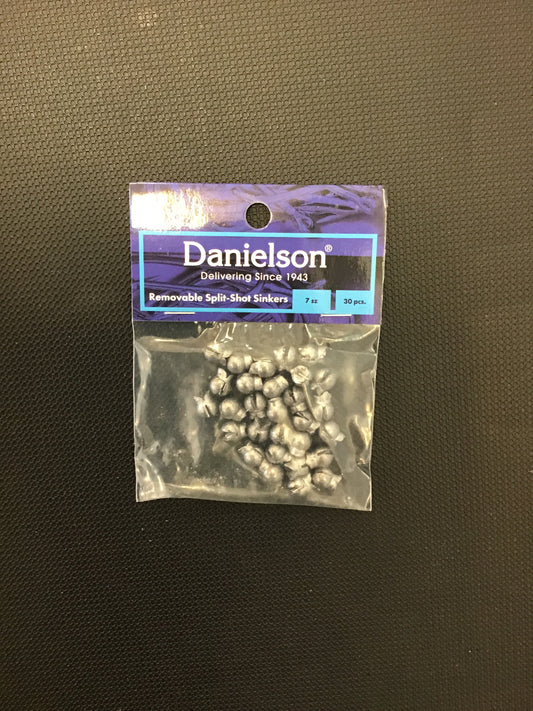 Danielson®
Delivering Since 1943
Removable Split-Shot Sinkers 7 sz 30 pcs.